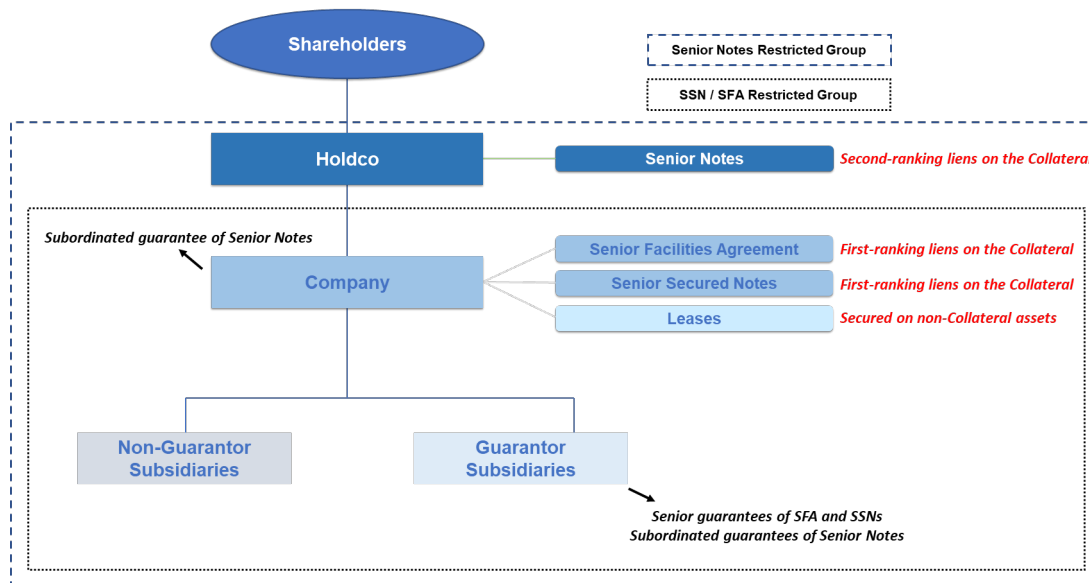 Shareholders
Senior Notes Restricted Group
SSN / SFA Restricted Group
Holdco
Senior Notes
Second-ranking liens on the Collateral
Subordinated guarantee of Senior Notes
Company
Senior Facilities Agreement
First-ranking liens on the Collateral
Senior Secured Notes
First-ranking liens on the Collateral
Leases
Secured on non-Collateral assets
Non-Guarantor
Subsidiaries
Guarantor
Subsidiaries
Senior guarantees of SFA and SSNs
Subordinated guarantees of Senior Notes